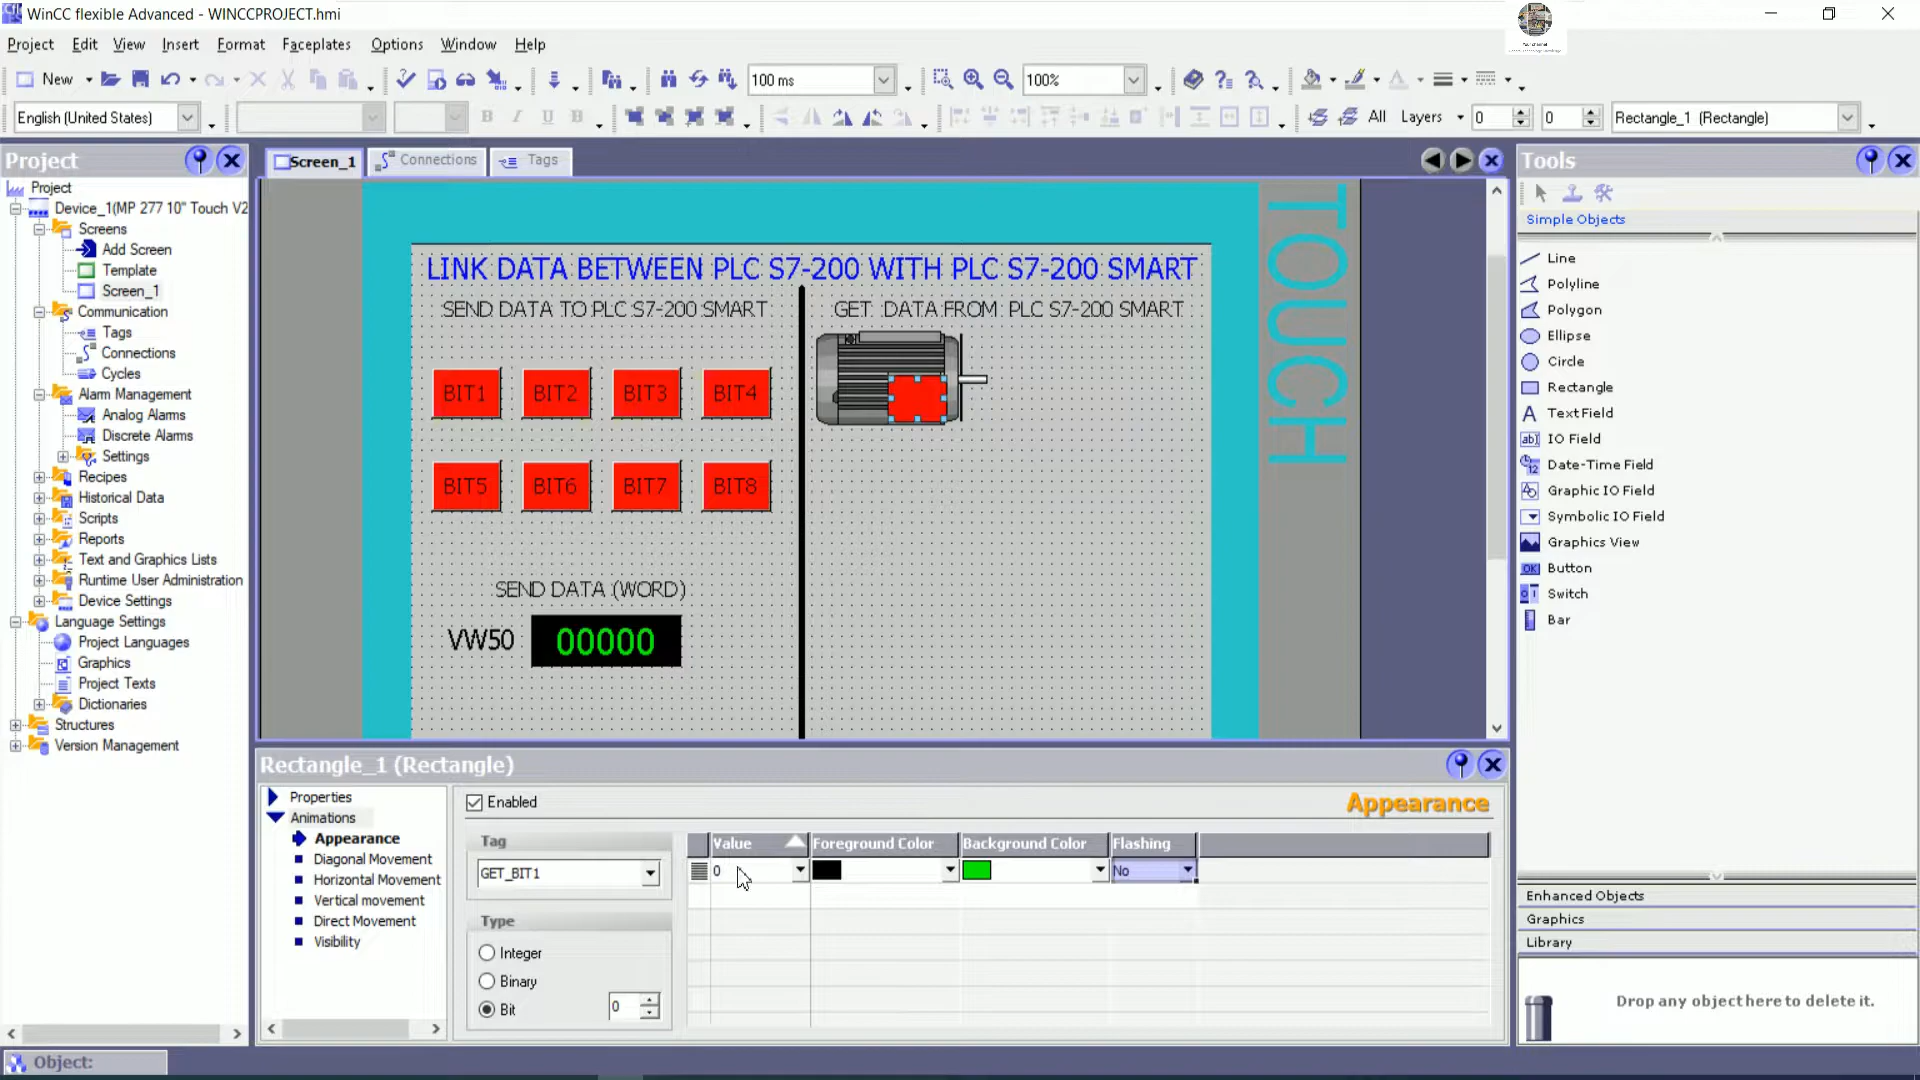 WinCC flexible Advanced - WINCCPROJECT.hmi
Project Edit View Insert Format Faceplates Options Window Help
New 100 ms 100%
English (United States) B I U B All Layers 0 0 Rectangle_1 (Rectangle)
Project
Project
Device_1(MP 277 10" Touch V2
Screens
Add Screen
Template
Screen_1
Communication
Tags
Connections
Cycles
Alarm Management
Analog Alarms
Discrete Alarms
Settings
Recipes
Historical Data
Scripts
Reports
Text and Graphics Lists
Runtime User Administration
Device Settings
Language Settings
Project Languages
Graphics
Project Texts
Dictionaries
Structures
Version Management
Screen_1 Connections Tags
LINK DATA BETWEEN PLC S7-200 WITH PLC S7-200 SMART
SEND DATA TO PLC S7-200 SMART
GET DATA FROM PLC S7-200 SMART
BIT1 BIT2 BIT3 BIT4
BIT5 BIT6 BIT7 BIT8
SEND DATA (WORD)
VW50 00000
TOUCH
Rectangle_1 (Rectangle)
Properties
Animations
Appearance
Diagonal Movement
Horizontal Movement
Vertical movement
Direct Movement
Visibility
Enabled
Appearance
Tag
GET_BIT1
Type
Integer
Binary
Bit 0
Value Foreground Color Background Color Flashing
0 No
Tools
Simple Objects
Line
Polyline
Polygon
Ellipse
Circle
Rectangle
Text Field
IO Field
Date-Time Field
Graphic IO Field
Symbolic IO Field
Graphics View
Button
Switch
Bar
Enhanced Objects
Graphics
Library
Drop any object here to delete it.
Object: